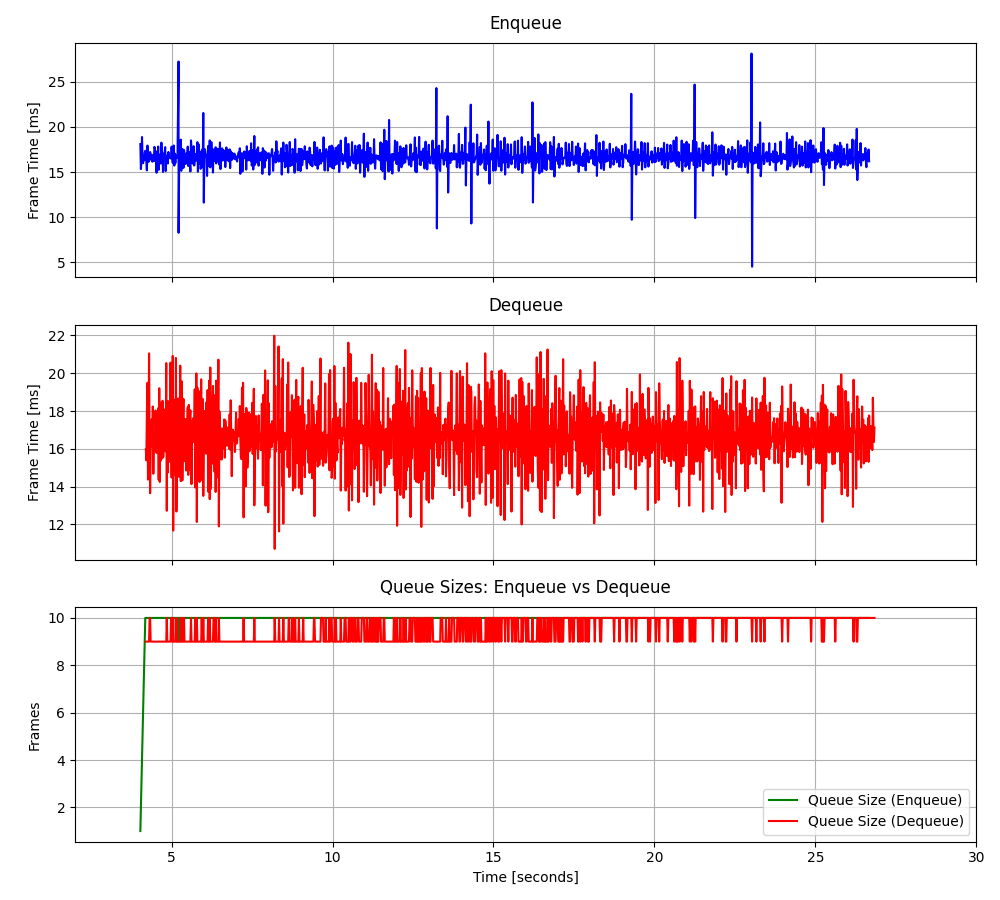 Enqueue
Frame Time [ms]
25
20
15
10
5
Dequeue
Frame Time [ms]
22
20
18
16
14
12
Queue Sizes: Enqueue vs Dequeue
Frames
10
8
6
4
2
Queue Size (Enqueue)
Queue Size (Dequeue)
5 10 15 20 25 30
Time [seconds]